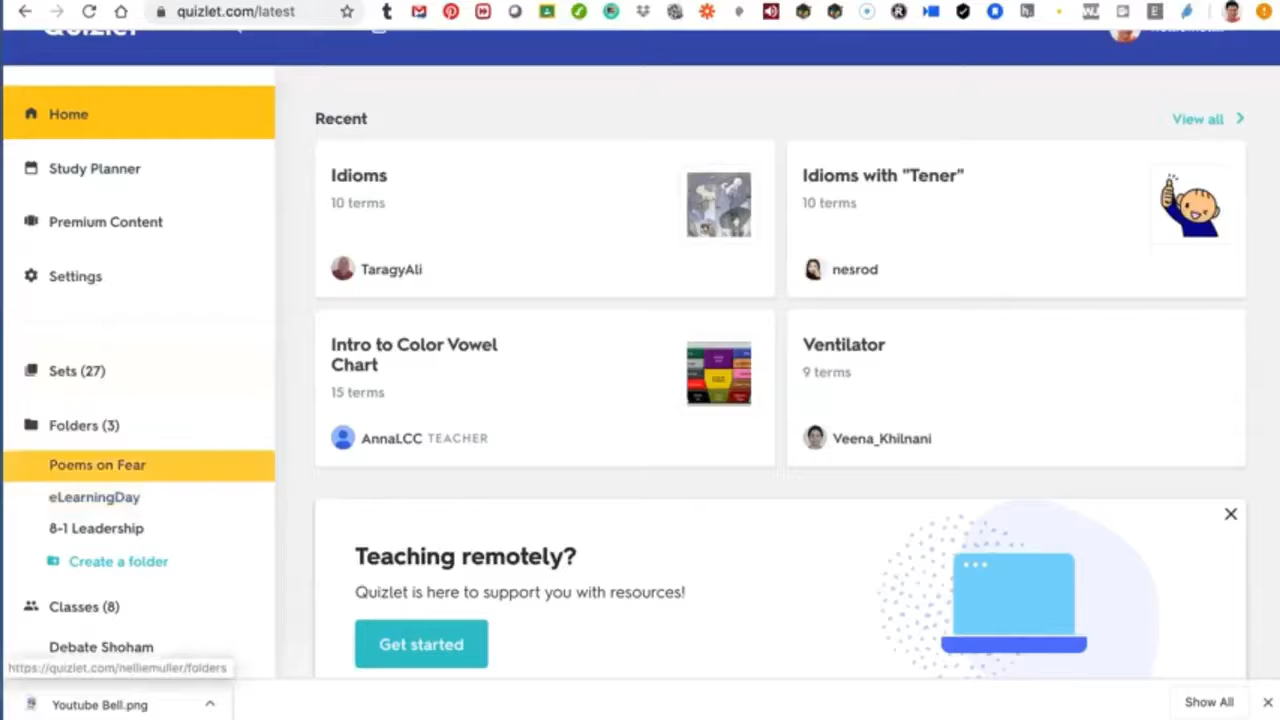 quizlet.com/latest
Quizlet
Home
Study Planner
Premium Content
Settings
Sets (27)
Folders (3)
Poems on Fear
eLearningDay
8-1 Leadership
Create a folder
Classes (8)
Debate Shoham
https://quizlet.com/nelliemuller/folders
Recent
View all
Idioms
10 terms
TaragyAli
Idioms with "Tener"
10 terms
nesrod
Intro to Color Vowel
Chart
15 terms
AnnaLCC TEACHER
Ventilator
9 terms
Veena_Khilnani
Teaching remotely?
Quizlet is here to support you with resources!
Get started
Youtube Bell.png
Show All